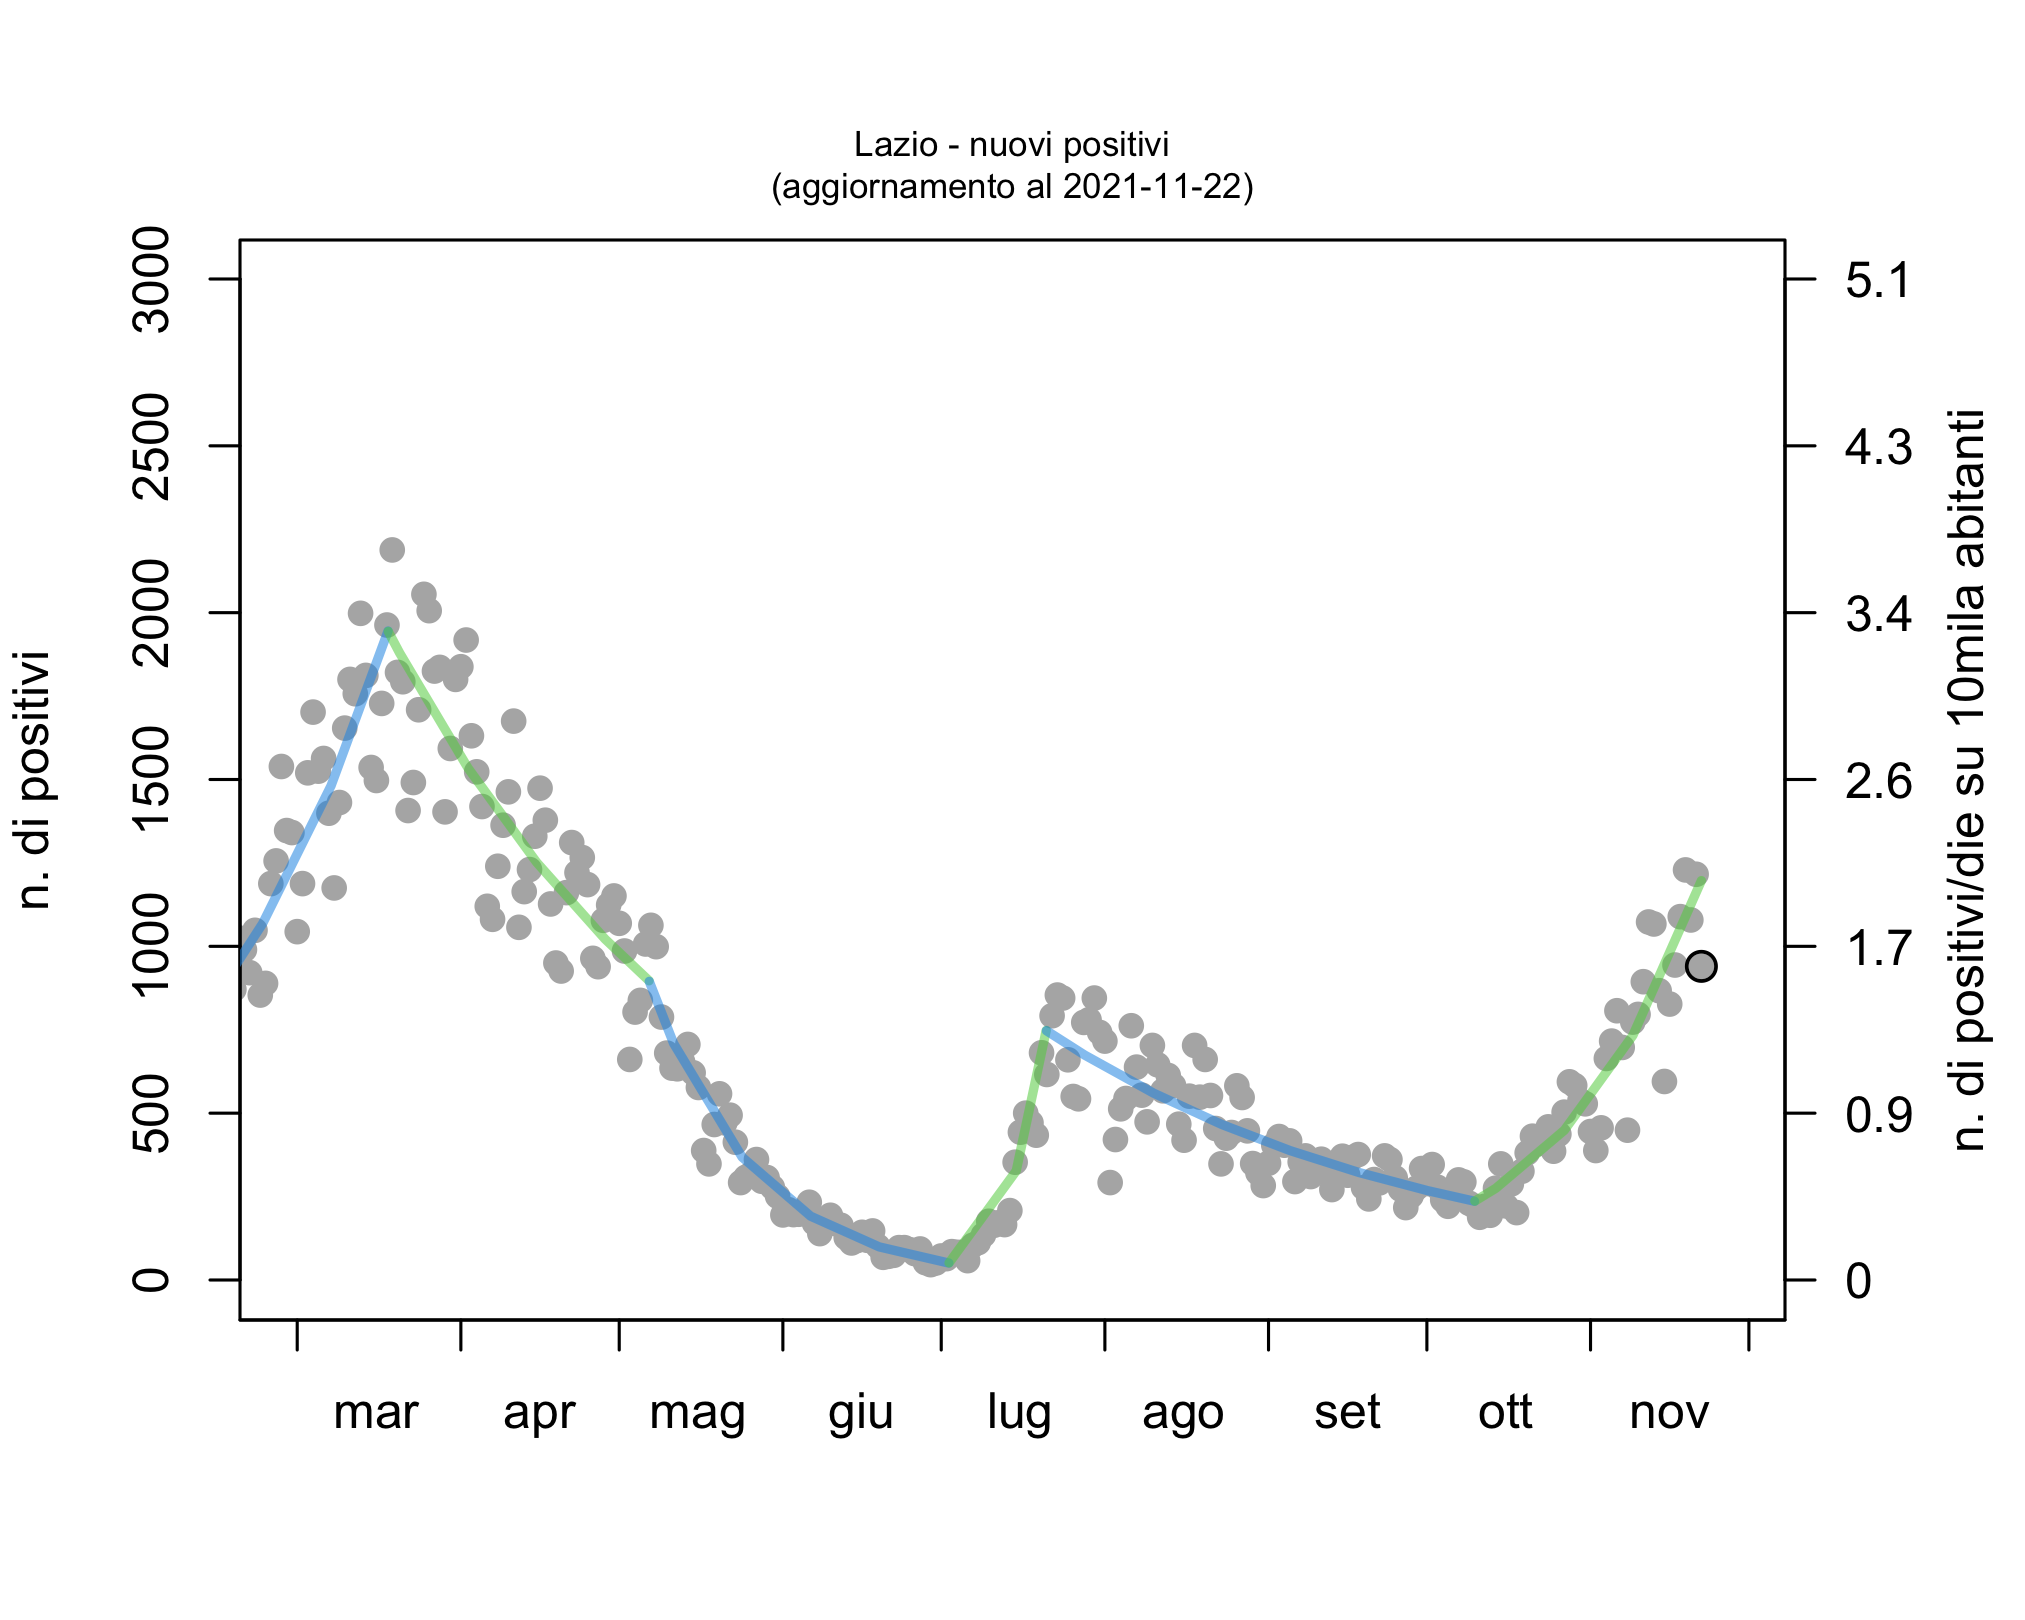 Lazio - nuovi positivi
(aggiornamento al 2021-11-22)
n. di positivi
3000
2500
2000
1500
1000
500
0
5.1
4.3
3.4
2.6
1.7
0.9
0
n. di positivi/die su 10mila abitanti
mar apr mag giu lug ago set ott nov